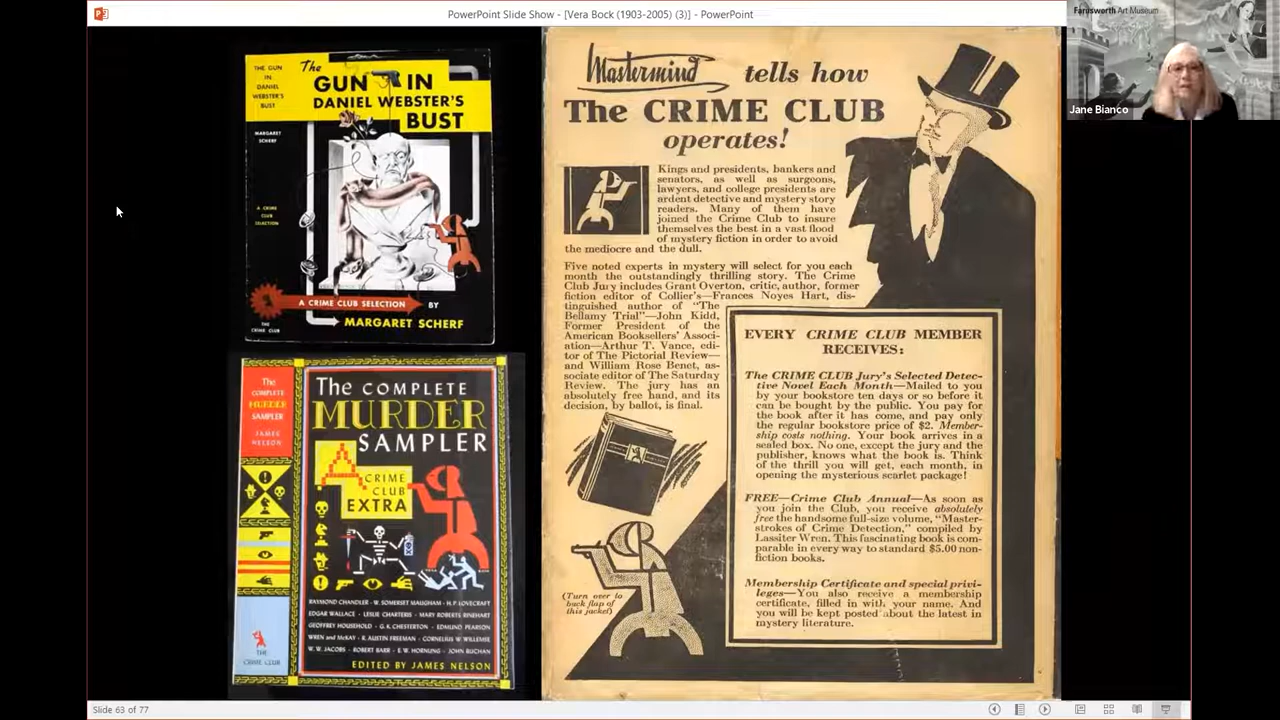 PowerPoint Slide Show - [Vera Bock (1903-2005) (3)] - PowerPoint
Farnsworth Art Museum
Jane Bianco
THE GUN
IN
DANIEL
WEBSTER'S
BUST
MARGARET
SCHERF
A CRIME
CLUB
SELECTION
THE
CRIME CLUB
The
GUN IN
DANIEL WEBSTER'S
BUST
A CRIME CLUB SELECTION
BY
MARGARET SCHERF
The
COMPLETE
MURDER
SAMPLER
JAMES
NELSON
THE
CRIME CLUB
The COMPLETE
MURDER
SAMPLER
A
CRIME
CLUB
EXTRA
RAYMOND CHANDLER · W. SOMERSET MAUGHAM · H. P. LOVECRAFT
EDGAR WALLACE · LESLIE CHARTERIS · MARY ROBERTS RINEHART
GEOFFREY HOUSEHOLD · G. K. CHESTERTON · EDMUND PEARSON
WREN and McKAY · R. AUSTIN FREEMAN · CORNELIUS W. WILLEMSE
W. W. JACOBS · ROBERT BARR · E. W. HORNUNG · JOHN BUCHAN
EDITED BY JAMES NELSON
Mastermind tells how
The CRIME CLUB
operates!
Kings and presidents, bankers and
senators, as well as surgeons,
lawyers, and college presidents are
ardent detective and mystery story
readers. Many of them have
joined the Crime Club to insure
themselves the best in a vast flood
of mystery fiction in order to avoid
the mediocre and the dull.
Five noted experts in mystery will select for you each
month the outstandingly thrilling story. The Crime
Club Jury includes Grant Overton, critic, author, former
fiction editor of Collier's—Frances Noyes Hart, dis-
tinguished author of "The
Bellamy Trial"—John Kidd,
Former President of the
American Booksellers' Associ-
ation—Arthur T. Vance, edi-
tor of The Pictorial Review—
and William Rose Benet, as-
sociate editor of The Saturday
Review. The jury has an
absolutely free hand, and its
decision, by ballot, is final.
(Turn over to
back flap of
this jacket)
EVERY CRIME CLUB MEMBER
RECEIVES:
The CRIME CLUB Jury's Selected Detec-
tive Novel Each Month—Mailed to you
by your bookstore ten days or so before it
can be bought by the public. You pay for
the book after it has come, and pay only
the regular bookstore price of $2. Member-
ship costs nothing. Your book arrives in a
sealed box. No one, except the jury and the
publisher, knows what the book is. Think
of the thrill you will get, each month, in
opening the mysterious scarlet package!
FREE—Crime Club Annual—As soon as
you join the Club, you receive absolutely
free the handsome full-size volume, "Master-
strokes of Crime Detection," compiled by
Lassiter Wren. This fascinating book is com-
parable in every way to standard $5.00 non-
fiction books.
Membership Certificate and special privi-
leges—You also receive a membership
certificate, filled in with your name. And
you will be kept posted about the latest in
mystery literature.
Slide 63 of 77